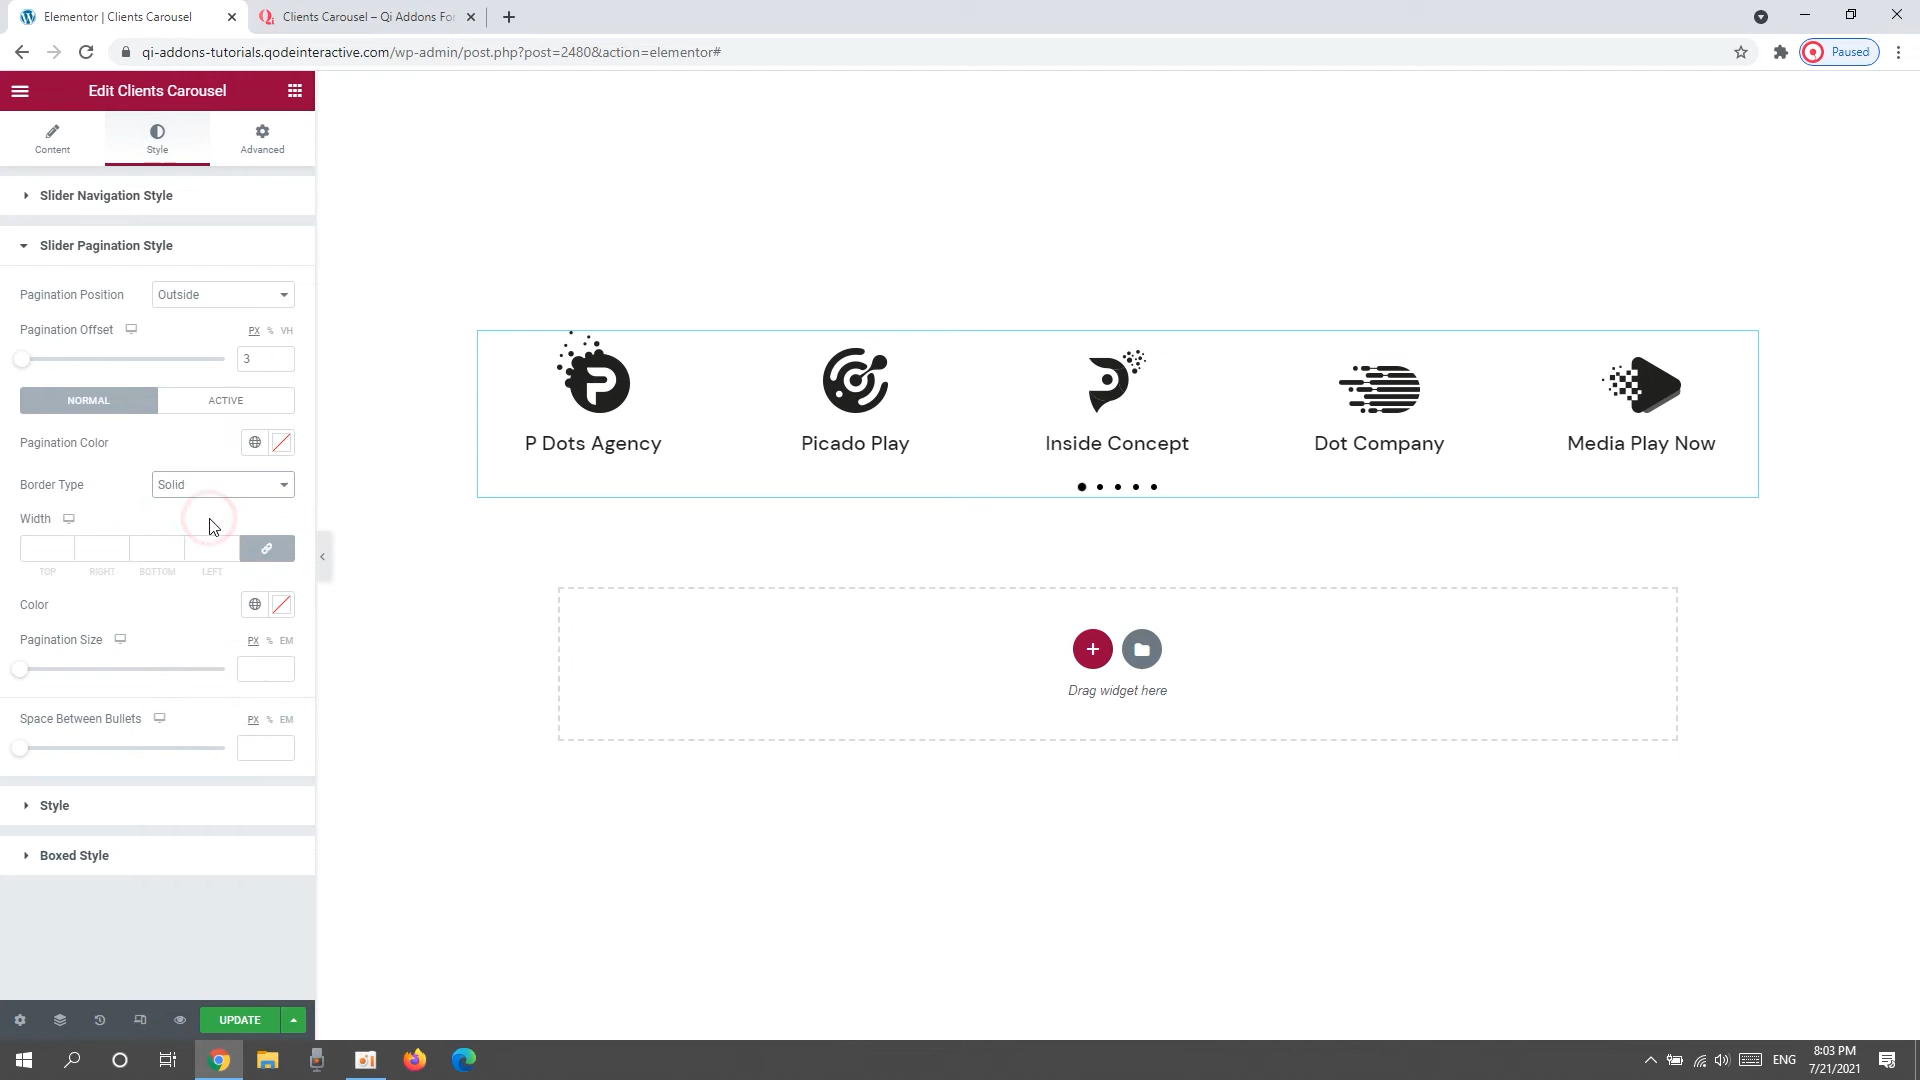 Elementor | Clients Carousel
Clients Carousel – Qi Addons For
qi-addons-tutorials.qodeinteractive.com/wp-admin/post.php?post=2480&action=elementor#
Paused
Edit Clients Carousel
Content
Style
Advanced
Slider Navigation Style
Slider Pagination Style
Pagination Position
Outside
Pagination Offset
PX % VH
3
NORMAL
ACTIVE
Pagination Color
Border Type
Solid
Width
TOP RIGHT BOTTOM LEFT
Color
Pagination Size
PX % EM
Space Between Bullets
PX % EM
Style
Boxed Style
UPDATE
P Dots Agency
Picado Play
Inside Concept
Dot Company
Media Play Now
Drag widget here
ENG
8:03 PM
7/21/2021